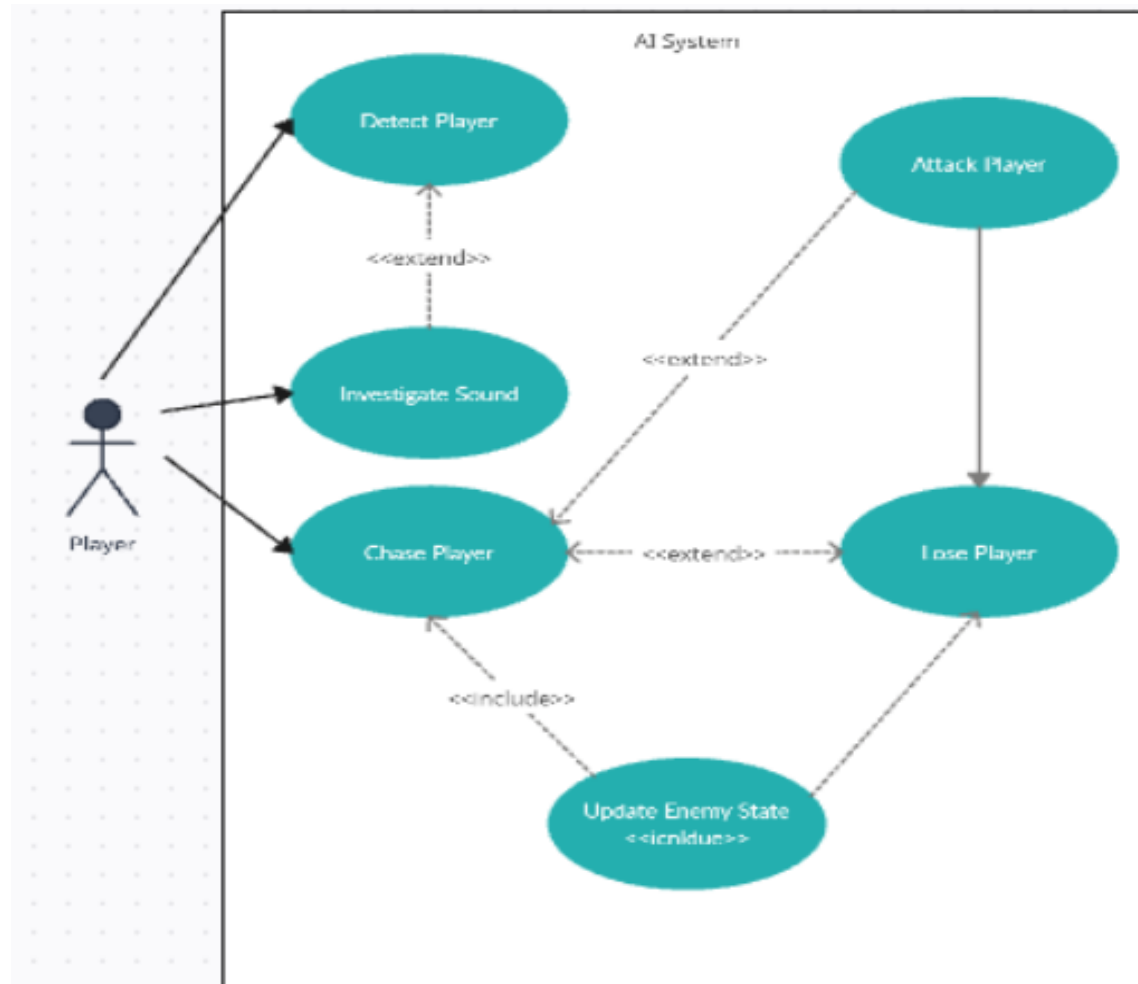 AI System
Detect Player
Attack Player
<<extend>>
<<extend>>
Investigate Sound
Player
Chase Player
<<extend>>
Lose Player
<<include>>
Update Enemy State
<<icnldue>>